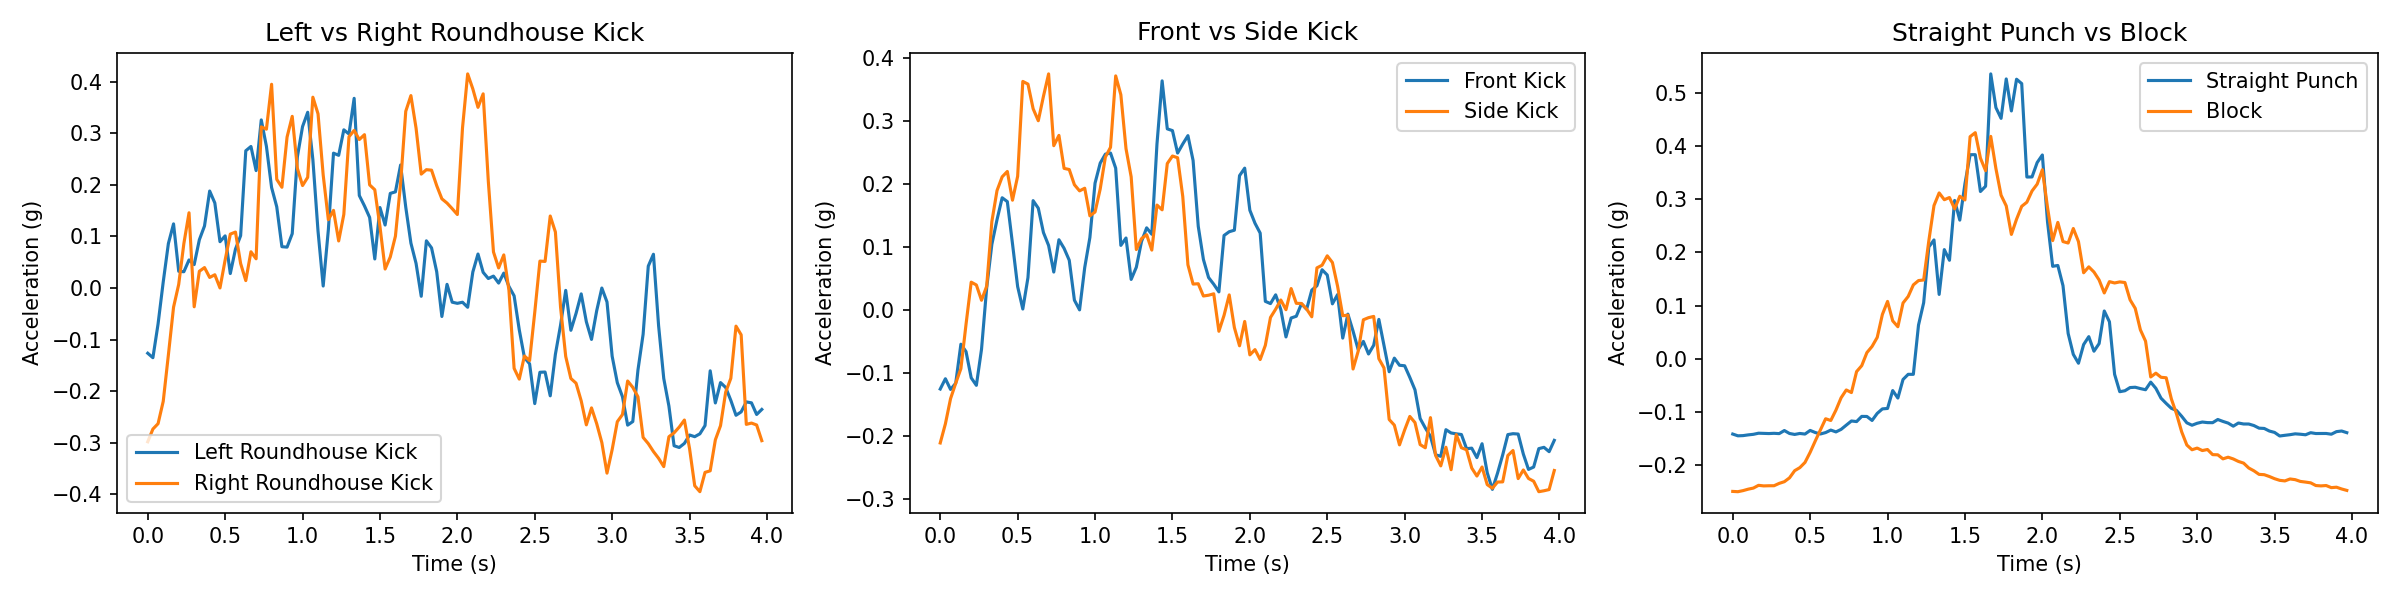 Left vs Right Roundhouse Kick
Acceleration (g)
0.4
0.3
0.2
0.1
0.0
−0.1
−0.2
−0.3
−0.4
Left Roundhouse Kick
Right Roundhouse Kick
0.0 0.5 1.0 1.5 2.0 2.5 3.0 3.5 4.0
Time (s)
Front vs Side Kick
Acceleration (g)
0.4
0.3
0.2
0.1
0.0
−0.1
−0.2
−0.3
Front Kick
Side Kick
0.0 0.5 1.0 1.5 2.0 2.5 3.0 3.5 4.0
Time (s)
Straight Punch vs Block
Acceleration (g)
0.5
0.4
0.3
0.2
0.1
0.0
−0.1
−0.2
Straight Punch
Block
0.0 0.5 1.0 1.5 2.0 2.5 3.0 3.5 4.0
Time (s)